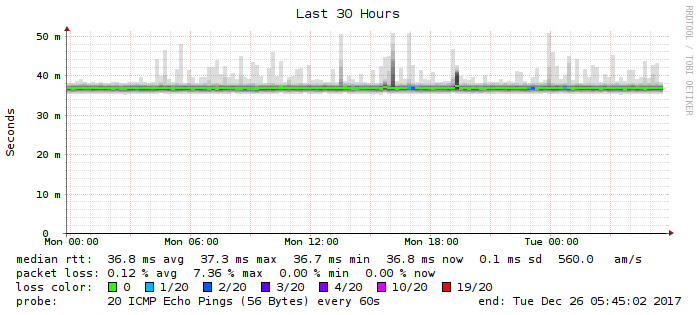 Last 30 Hours
RRDTOOL / TOBI OETIKER
Seconds
50 m
40 m
30 m
20 m
10 m
0
Mon 00:00 Mon 06:00 Mon 12:00 Mon 18:00 Tue 00:00
median rtt: 36.8 ms avg 37.3 ms max 36.7 ms min 36.8 ms now 0.1 ms sd 560.0 am/s
packet loss: 0.12 % avg 7.36 % max 0.00 % min 0.00 % now
loss color: 0 1/20 2/20 3/20 4/20 10/20 19/20
probe: 20 ICMP Echo Pings (56 Bytes) every 60s end: Tue Dec 26 05:45:02 2017